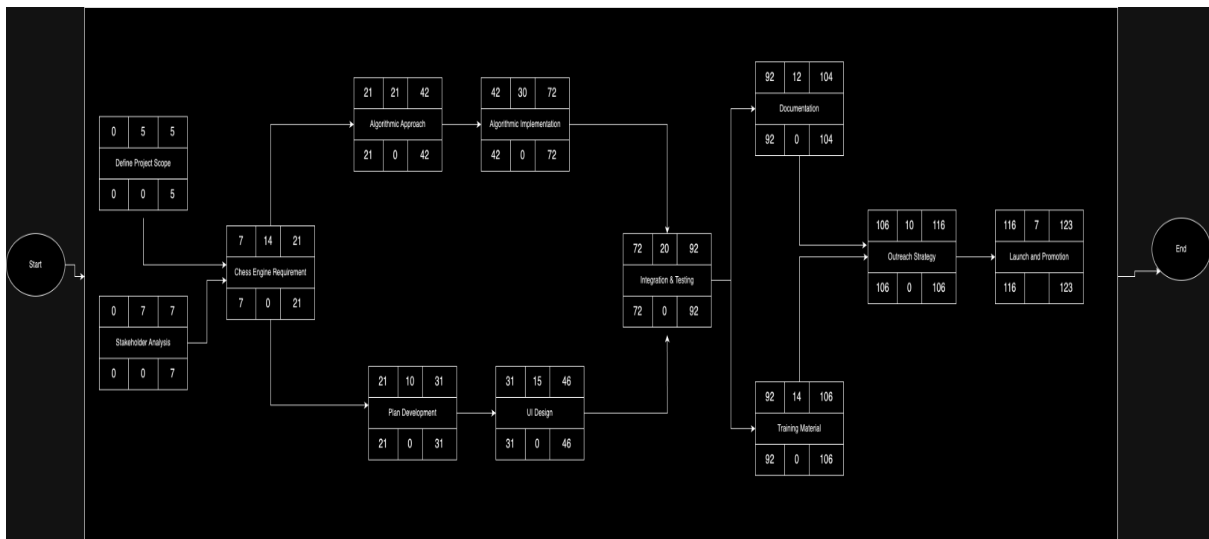 Start
0 5 5
Define Project Scope
0 0 5
0 7 7
Stakeholder Analysis
0 0 7
7 14 21
Chess Engine Requirement
7 0 21
21 21 42
Algorithmic Approach
21 0 42
42 30 72
Algorithmic Implementation
42 0 72
21 10 31
Plan Development
21 0 31
31 15 46
UI Design
31 0 46
72 20 92
Integration & Testing
72 0 92
92 12 104
Documentation
92 0 104
92 14 106
Training Material
92 0 106
106 10 116
Outreach Strategy
106 0 106
116 7 123
Launch and Promotion
116 123
End